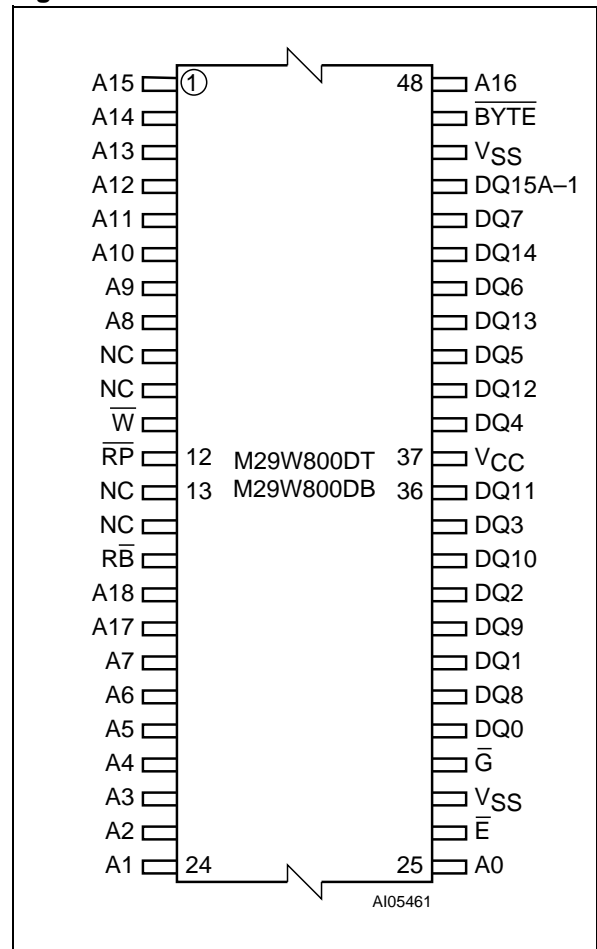 A15 1 48 A16
A14 B̅Y̅T̅E̅
A13 VSS
A12 DQ15A–1
A11 DQ7
A10 DQ14
A9 DQ6
A8 DQ13
NC DQ5
NC DQ12
W̅ DQ4
R̅P̅ 12 M29W800DT 37 VCC
NC 13 M29W800DB 36 DQ11
NC DQ3
RB̅ DQ10
A18 DQ2
A17 DQ9
A7 DQ1
A6 DQ8
A5 DQ0
A4 G̅
A3 VSS
A2 E̅
A1 24 25 A0
AI05461